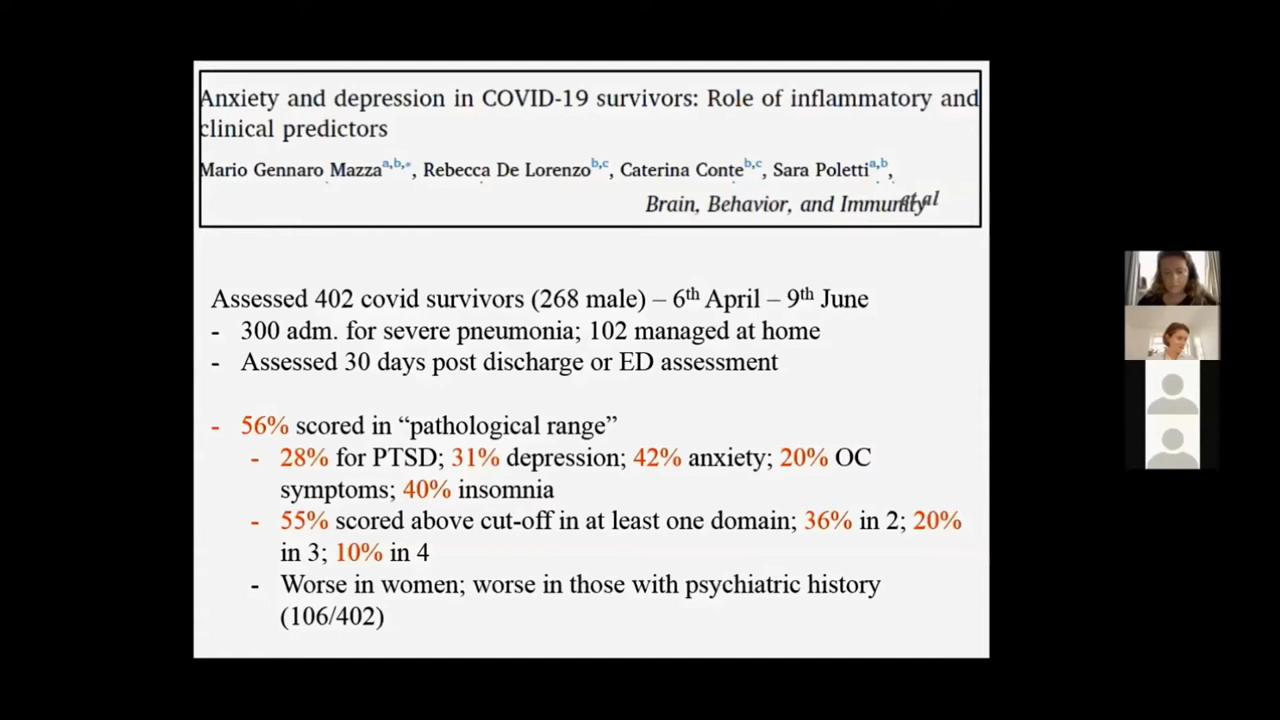 Anxiety and depression in COVID-19 survivors: Role of inflammatory and
clinical predictors
Mario Gennaro Mazza a,b,*, Rebecca De Lorenzo b,c, Caterina Conte b,c, Sara Poletti a,b,
Brain, Behavior, and Immunity et al
Assessed 402 covid survivors (268 male) – 6th April – 9th June
- 300 adm. for severe pneumonia; 102 managed at home
- Assessed 30 days post discharge or ED assessment
- 56% scored in “pathological range”
- 28% for PTSD; 31% depression; 42% anxiety; 20% OC
symptoms; 40% insomnia
- 55% scored above cut-off in at least one domain; 36% in 2; 20%
in 3; 10% in 4
- Worse in women; worse in those with psychiatric history
(106/402)